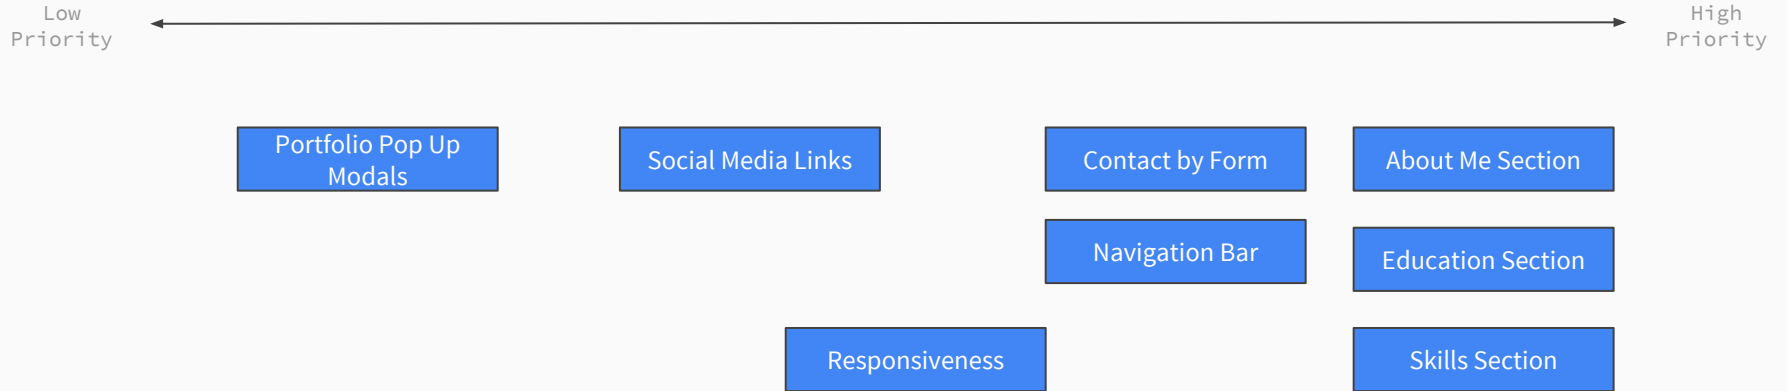 Low
Priority
High
Priority
Portfolio Pop Up
Modals
Social Media Links
Contact by Form
About Me Section
Navigation Bar
Education Section
Responsiveness
Skills Section